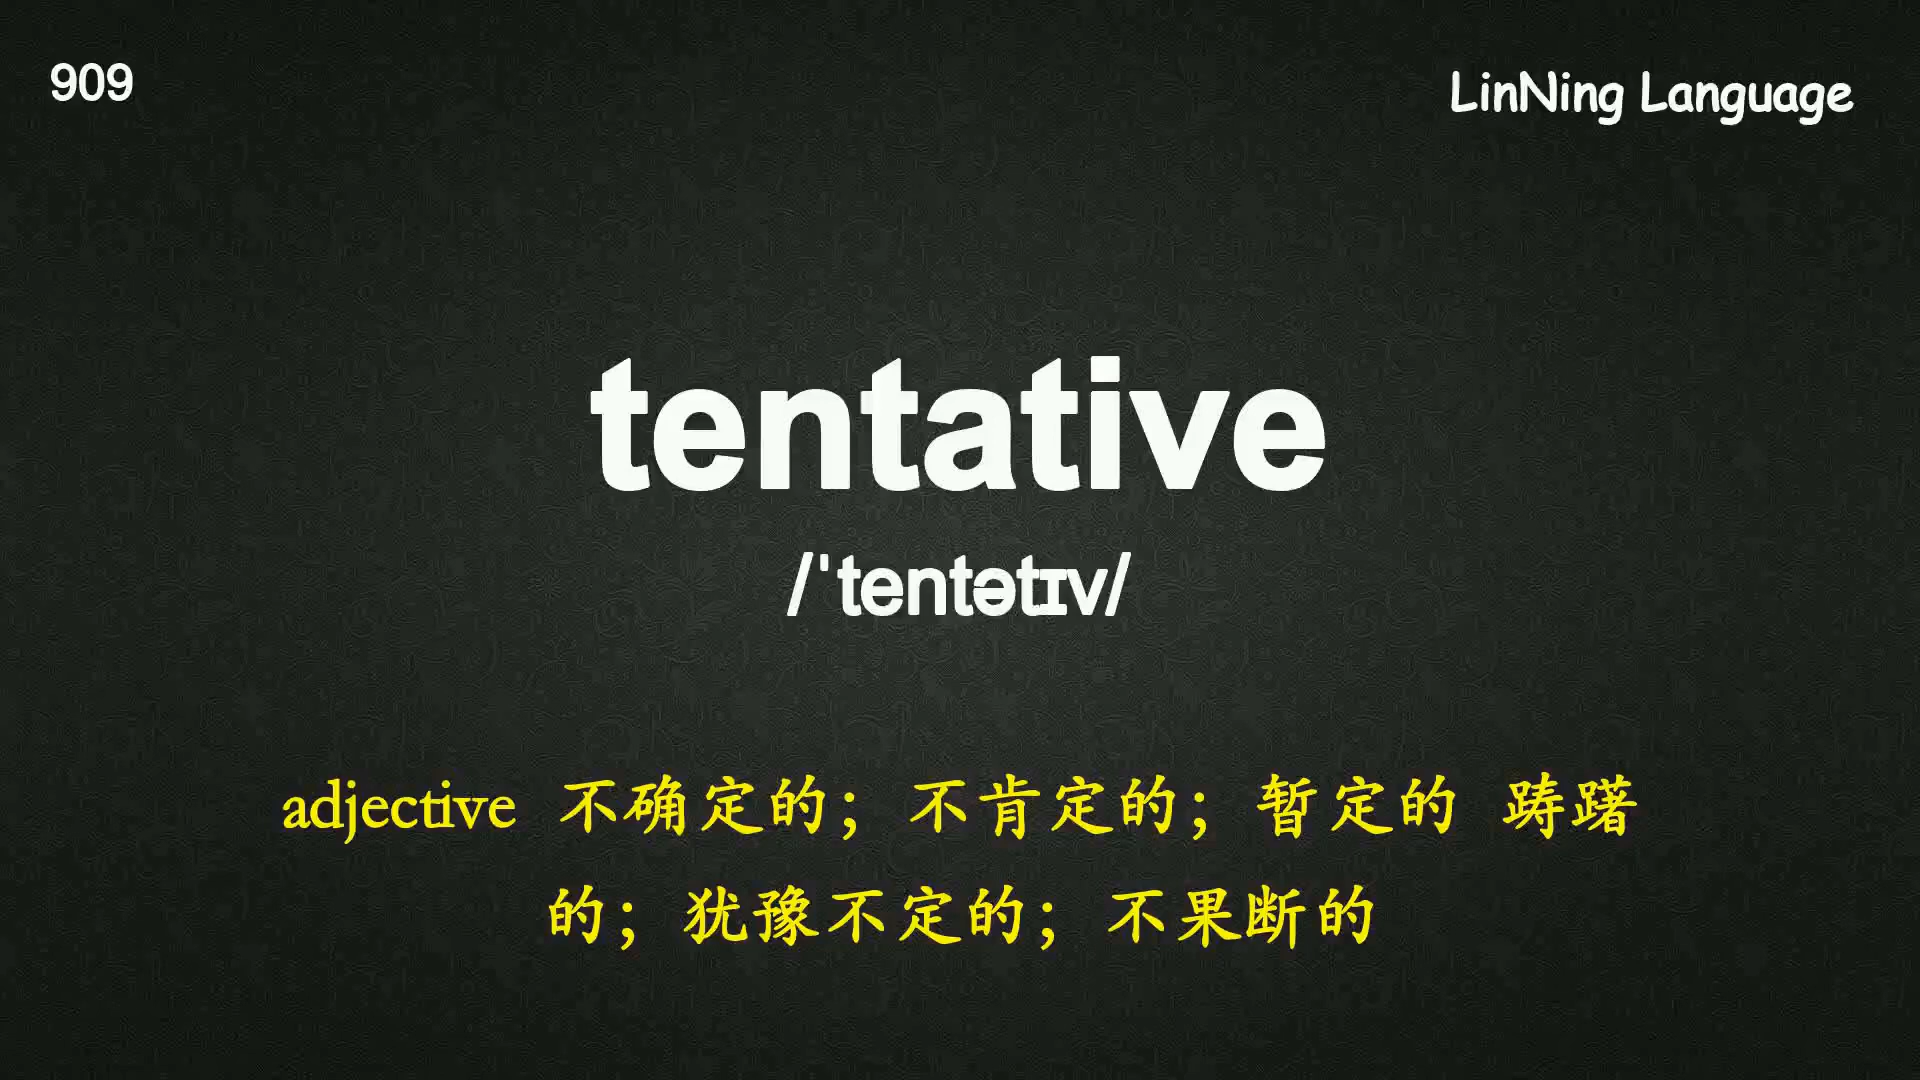 909
LinNing Language
tentative
/ˈtentətɪv/
adjective 不确定的；不肯定的；暂定的 踌躇
的；犹豫不定的；不果断的